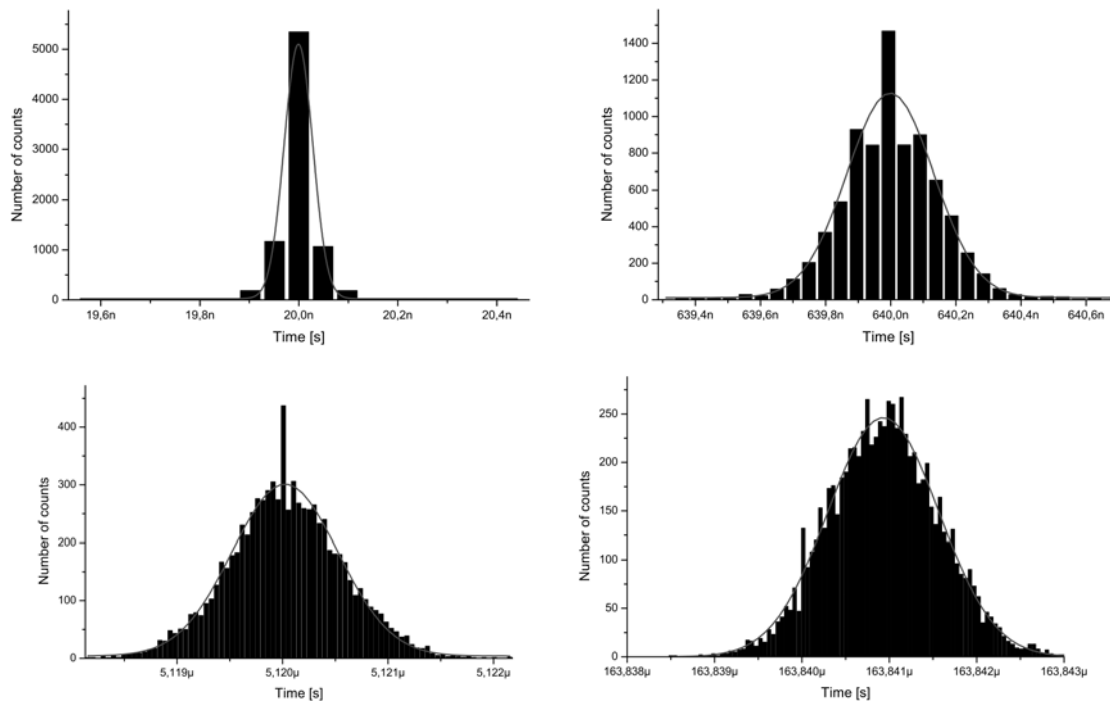 5000
4000
3000
2000
1000
0
Number of counts
19,6n 19,8n 20,0n 20,2n 20,4n
Time [s]
1400
1200
1000
800
600
400
200
0
Number of counts
639,4n 639,6n 639,8n 640,0n 640,2n 640,4n 640,6n
Time [s]
400
300
200
100
0
Number of counts
5,119µ 5,120µ 5,121µ 5,122µ
Time [s]
250
200
150
100
50
0
Number of counts
163,838µ 163,839µ 163,840µ 163,841µ 163,842µ 163,843µ
Time [s]